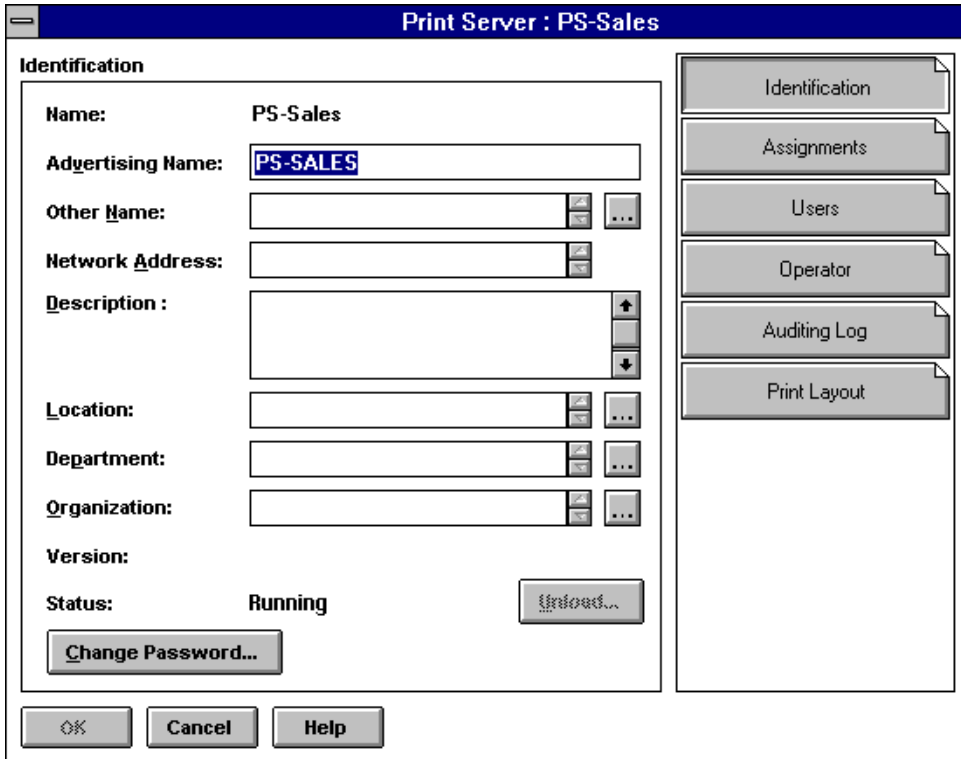 Print Server : PS-Sales
Identification
Name: PS-Sales
Advertising Name: PS-SALES
Other Name: ...
Network Address:
Description :
Location: ...
Department: ...
Organization: ...
Version:
Status: Running Unload...
Change Password...
OK Cancel Help
Identification
Assignments
Users
Operator
Auditing Log
Print Layout